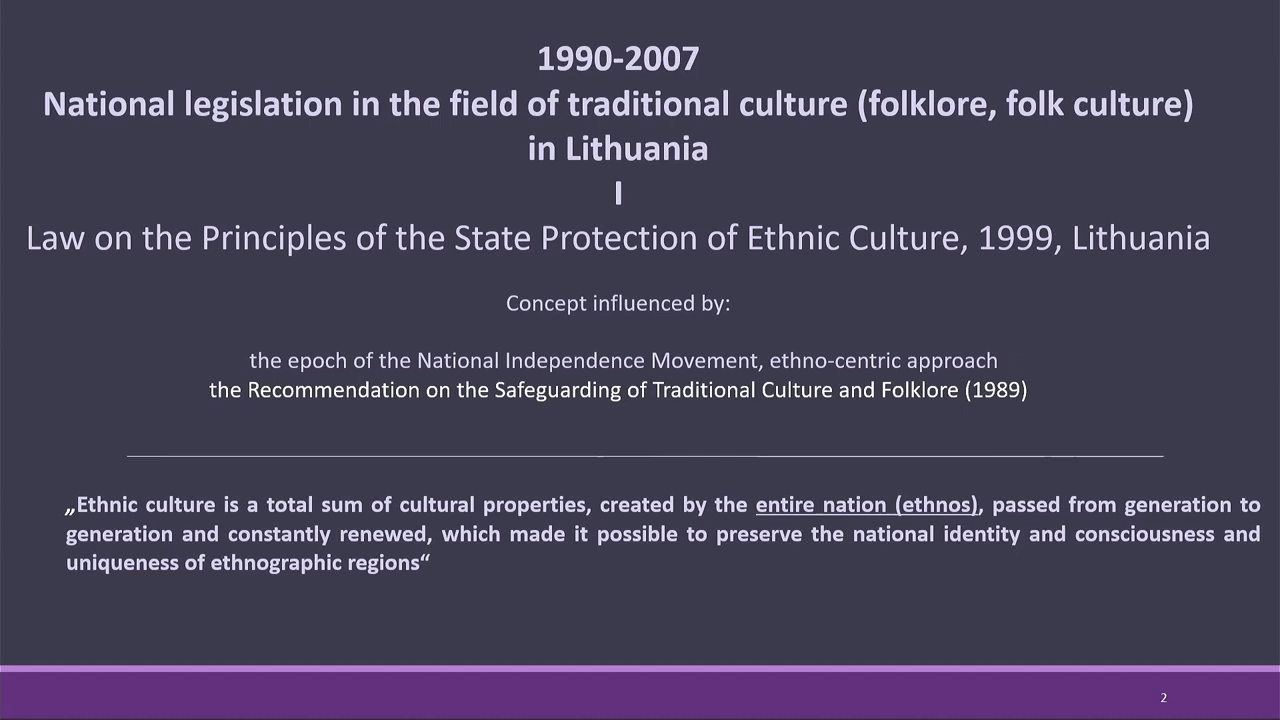 1990-2007
National legislation in the field of traditional culture (folklore, folk culture)
in Lithuania
I
Law on the Principles of the State Protection of Ethnic Culture, 1999, Lithuania
Concept influenced by:
the epoch of the National Independence Movement, ethno-centric approach
the Recommendation on the Safeguarding of Traditional Culture and Folklore (1989)
„Ethnic culture is a total sum of cultural properties, created by the entire nation (ethnos), passed from generation to
generation and constantly renewed, which made it possible to preserve the national identity and consciousness and
uniqueness of ethnographic regions“
2